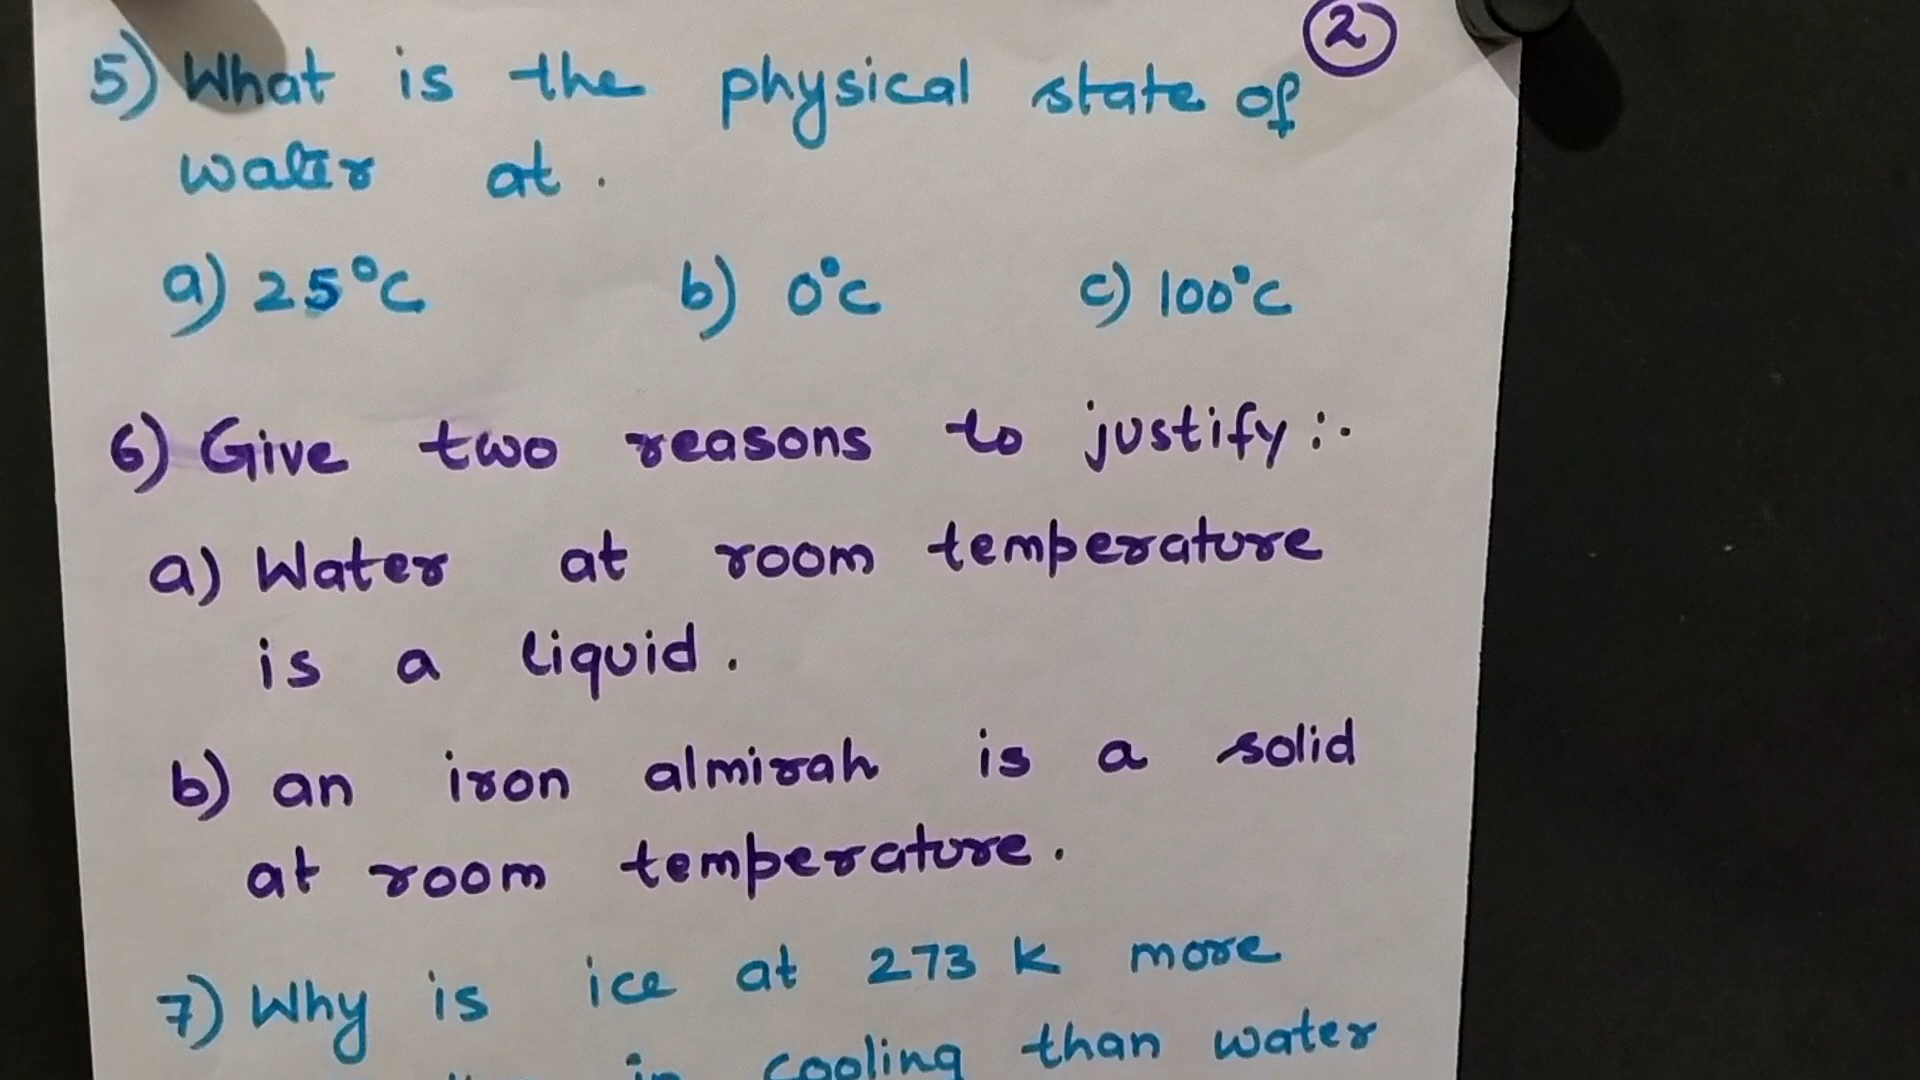 2
5) What is the physical state of
water at.
a) 25°C b) 0°C c) 100°C
6) Give two reasons to justify :-
a) Water at room temperature
is a liquid.
b) an iron almirah is a solid
at room temperature.
7) Why is ice at 273 K more
in cooling than water